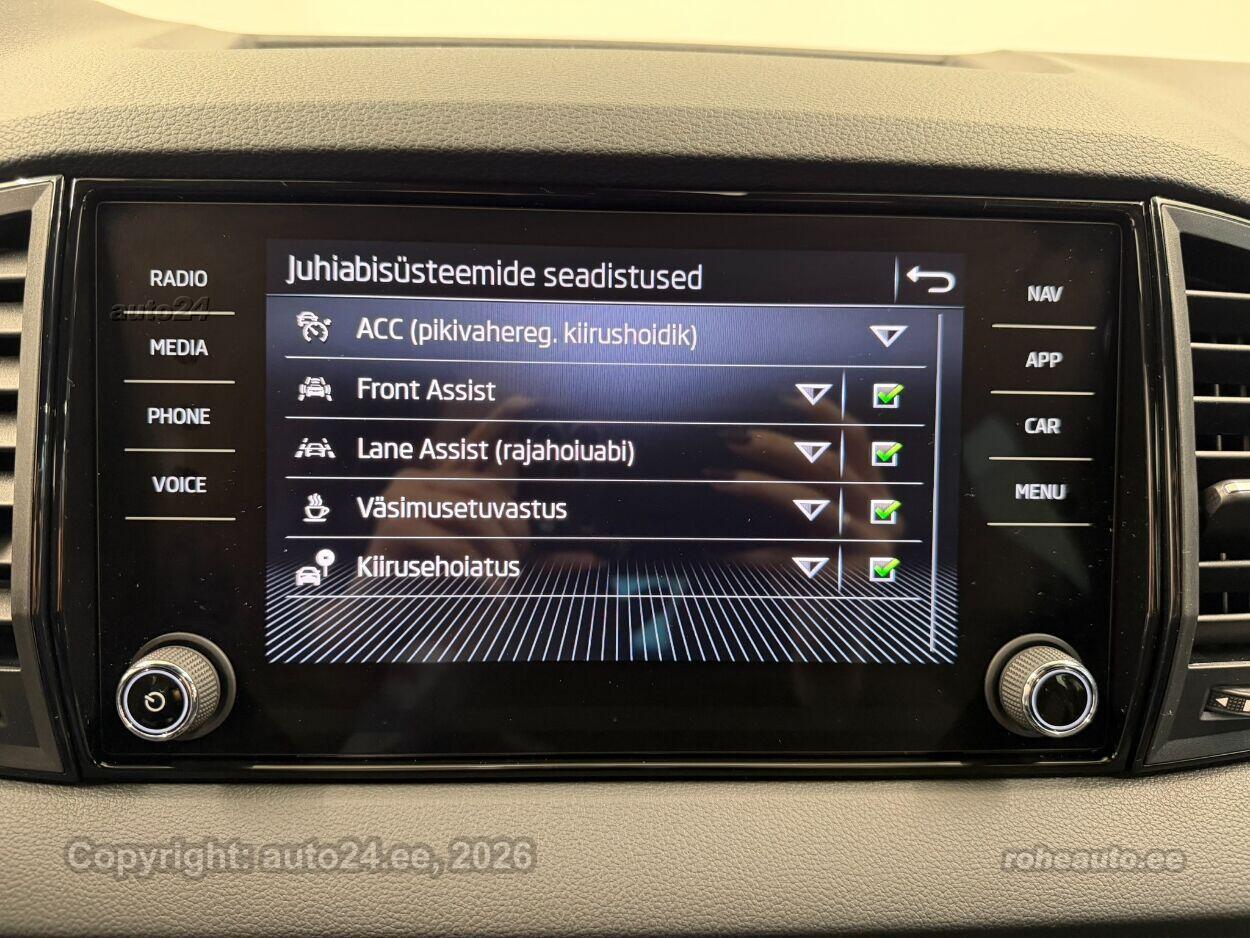 RADIO
auto24
MEDIA
PHONE
VOICE
Juhiabisüsteemide seadistused
ACC (pikivahereg. kiirushoidik)
Front Assist
Lane Assist (rajahoiuabi)
Väsimusetuvastus
Kiirusehoiatus
NAV
APP
CAR
MENU
Copyright: auto24.ee, 2026
roheauto.ee